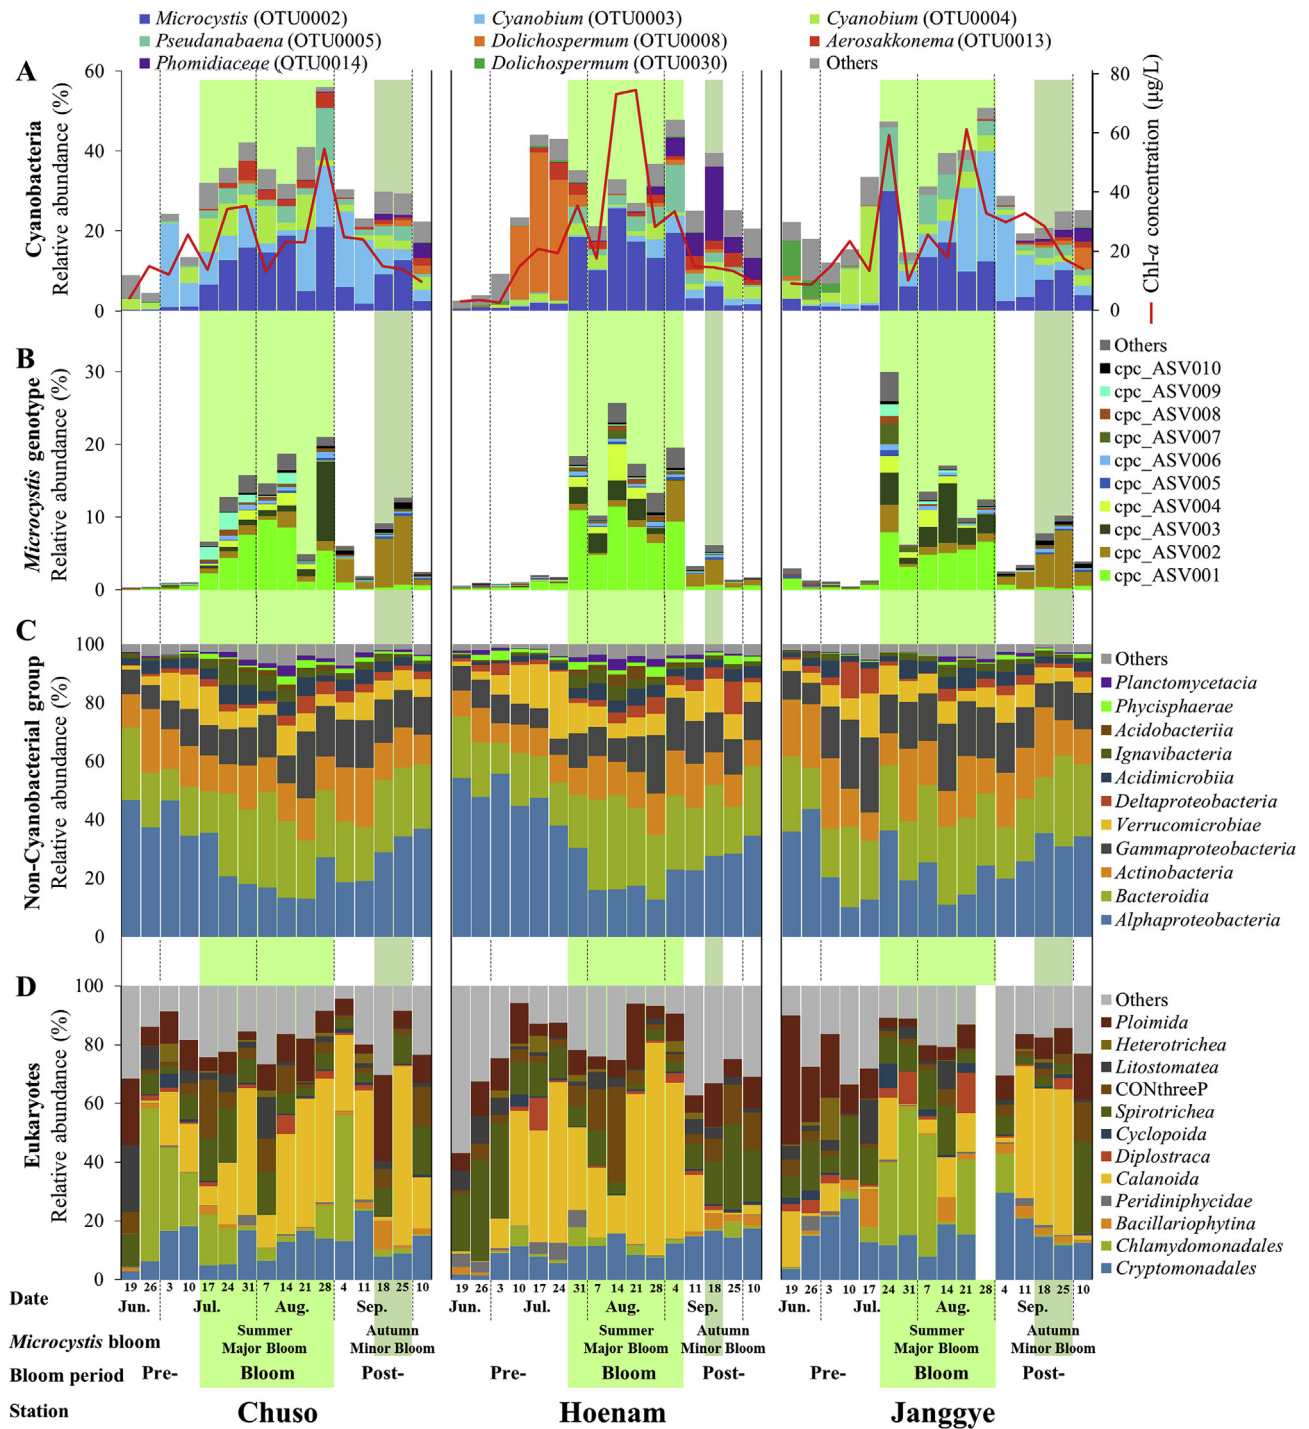 Microcystis (OTU0002) Cyanobium (OTU0003) Cyanobium (OTU0004)
Pseudanabaena (OTU0005) Dolichospermum (OTU0008) Aerosakkonema (OTU0013)
Phomidiaceae (OTU0014) Dolichospermum (OTU0030) Others
A
Cyanobacteria
Relative abundance (%)
60
40
20
0
80
60
40
20
0
Chl-a concentration (µg/L)
B
Microcystis genotype
Relative abundance (%)
30
20
10
0
Others
cpc_ASV010
cpc_ASV009
cpc_ASV008
cpc_ASV007
cpc_ASV006
cpc_ASV005
cpc_ASV004
cpc_ASV003
cpc_ASV002
cpc_ASV001
C
Non-Cyanobacterial group
Relative abundance (%)
100
80
60
40
20
0
Others
Planctomycetacia
Phycisphaerae
Acidobacteriia
Ignavibacteria
Acidimicrobiia
Deltaproteobacteria
Verrucomicrobiae
Gammaproteobacteria
Actinobacteria
Bacteroidia
Alphaproteobacteria
D
Eukaryotes
Relative abundance (%)
100
80
60
40
20
0
Others
Ploimida
Heterotrichea
Litostomatea
CONthreeP
Spirotrichea
Cyclopoida
Diplostraca
Calanoida
Peridiniphycidae
Bacillariophytina
Chlamydomonadales
Cryptomonadales
19 26 3 10 17 24 31 7 14 21 28 4 11 18 25 10 19 26 3 10 17 24 31 7 14 21 28 4 11 18 25 10 19 26 3 10 17 24 31 7 14 21 28 4 11 18 25 10
Date Jun. Jul. Aug. Sep. Jun. Jul. Aug. Sep. Jun. Jul. Aug. Sep.
Microcystis bloom Summer Major Bloom Autumn Minor Bloom Summer Major Bloom Autumn Minor Bloom Summer Major Bloom Autumn Minor Bloom
Bloom period Pre- Bloom Post- Pre- Bloom Post- Pre- Bloom Post-
Station Chuso Hoenam Janggye